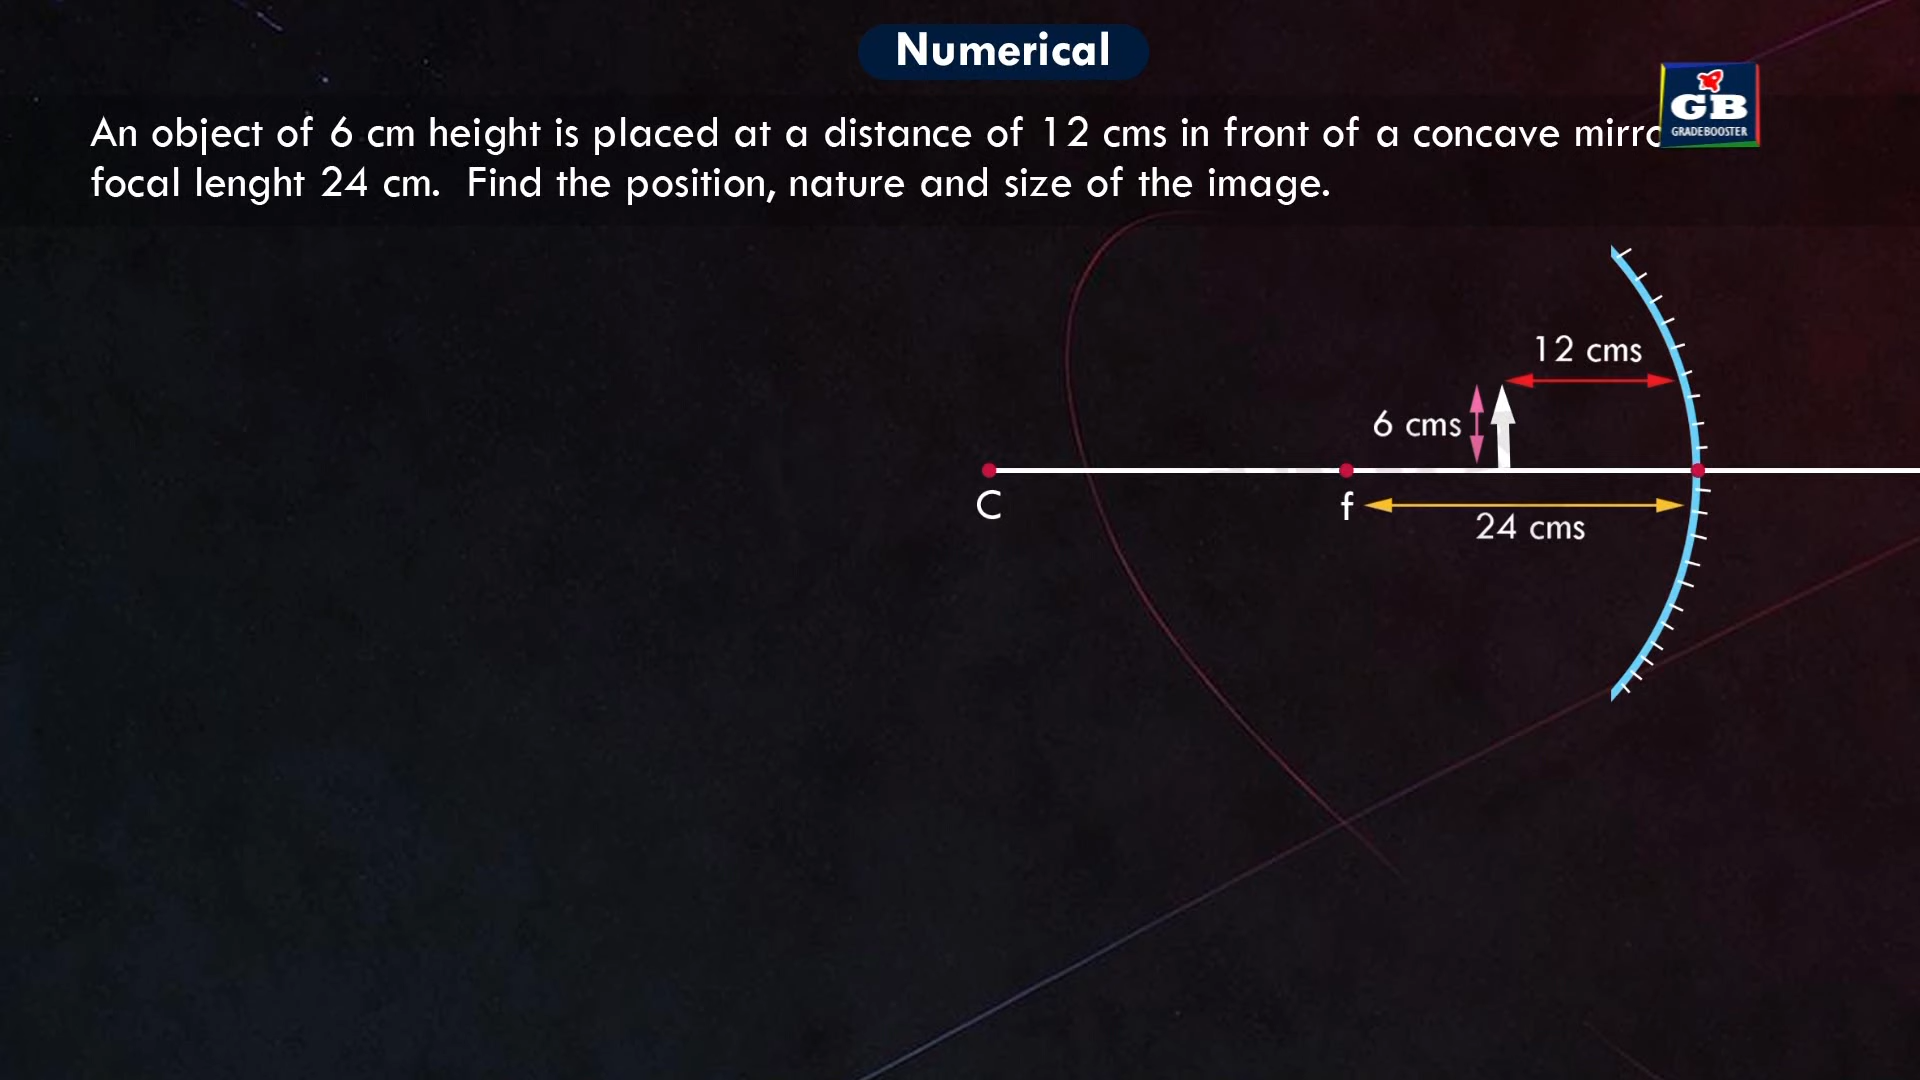 Numerical
GB
GRADEBOOSTER
An object of 6 cm height is placed at a distance of 12 cms in front of a concave
focal lenght 24 cm. Find the position, nature and size of the image.
12 cms
6 cms
C
f
24 cms